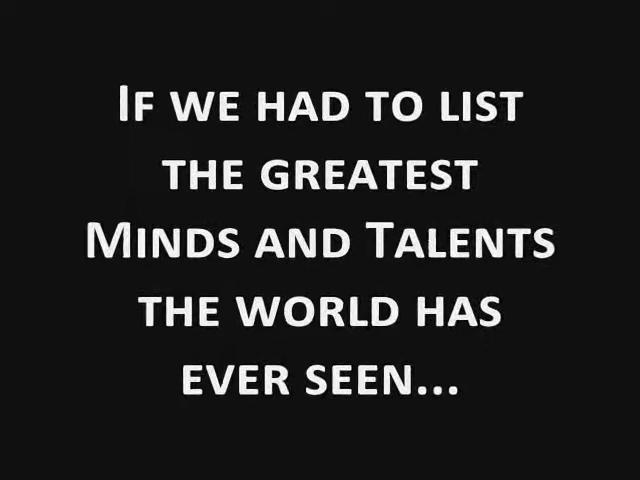 If we had to list
the greatest
Minds and Talents
the world has
ever seen...